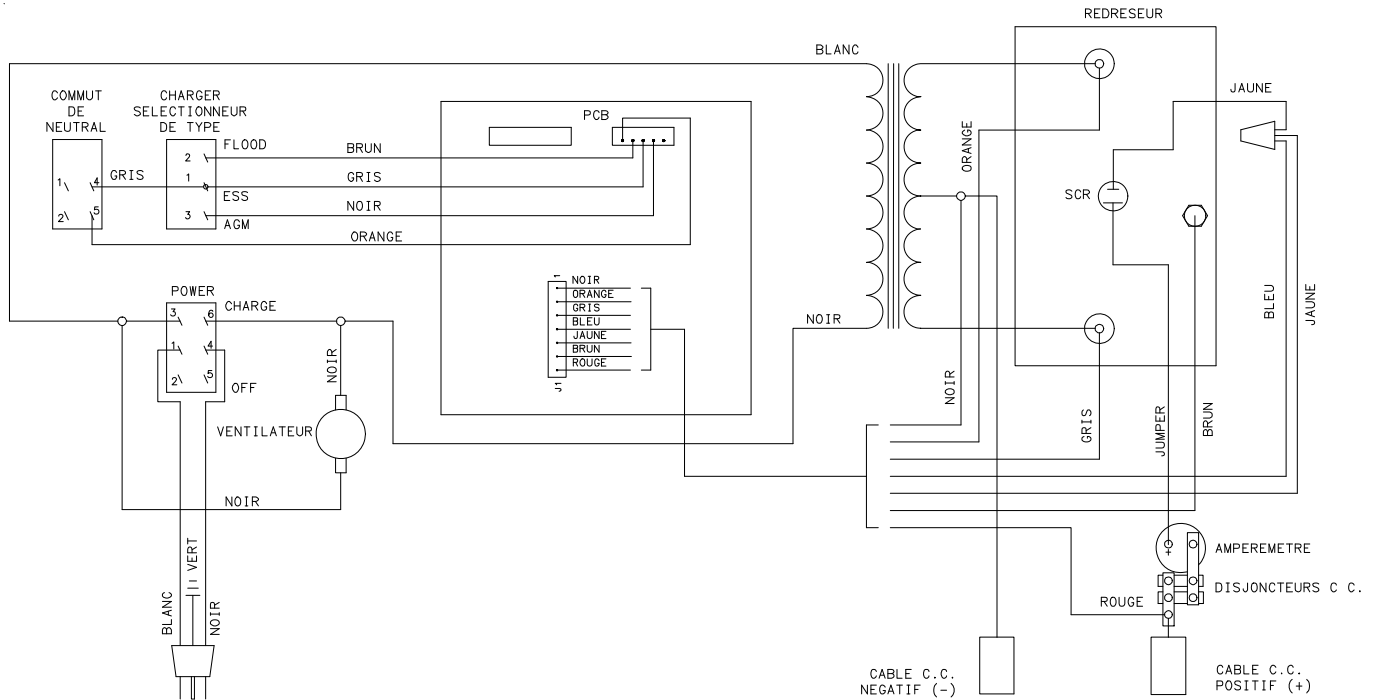 REDRESEUR
BLANC
COMMUT
DE
NEUTRAL
CHARGER
SELECTIONNEUR
DE TYPE
PCB
JAUNE
FLOOD
BRUN
2
1
4
GRIS
1
GRIS
ESS
NOIR
2
5
3
AGM
ORANGE
ORANGE
SCR
NOIR
ORANGE
GRIS
BLEU
JAUNE
BRUN
ROUGE
1
J1
POWER
CHARGE
3
6
1
4
2
5
OFF
NOIR
NOIR
BLEU
JAUNE
VENTILATEUR
NOIR
GRIS
JUMPER
BRUN
NOIR
VERT
BLANC
NOIR
+
AMPEREMETRE
DISJONCTEURS C C.
ROUGE
CABLE C.C.
NEGATIF (-)
CABLE C.C.
POSITIF (+)